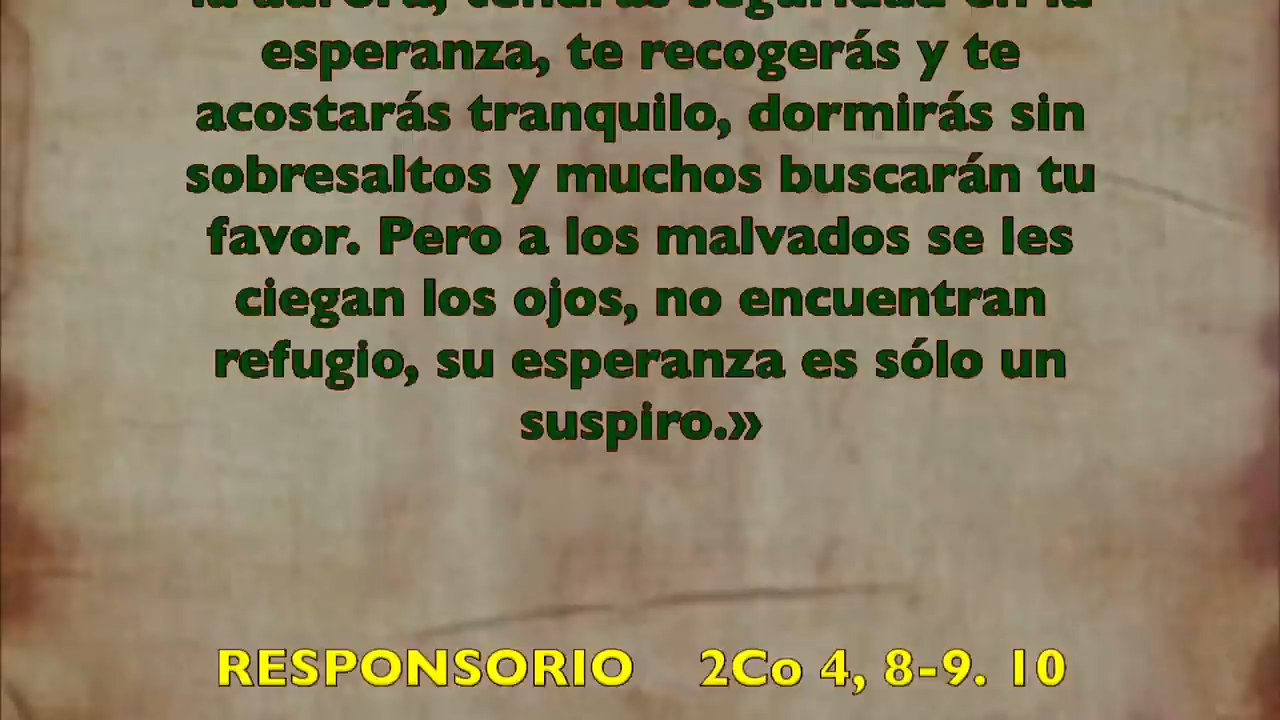 la aurora, tendrás seguridad en la
esperanza, te recogerás y te
acostarás tranquilo, dormirás sin
sobresaltos y muchos buscarán tu
favor. Pero a los malvados se les
ciegan los ojos, no encuentran
refugio, su esperanza es sólo un
suspiro.»
RESPONSORIO 2Co 4, 8-9. 10